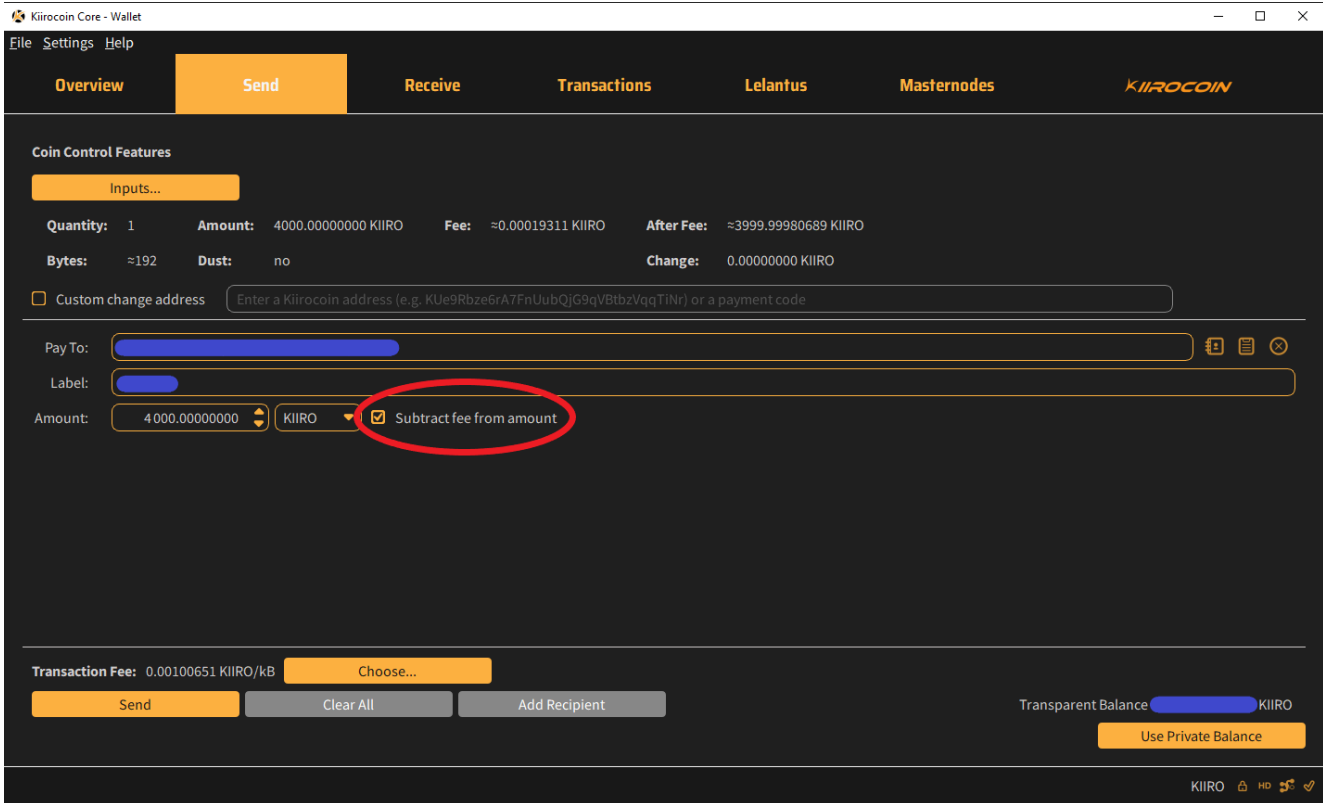 Kiirocoin Core - Wallet
File Settings Help
Overview Send Receive Transactions Lelantus Masternodes KIIROCOIN
Coin Control Features
Inputs...
Quantity: 1 Amount: 4000.00000000 KIIRO Fee: ≈0.00019311 KIIRO After Fee: ≈3999.99980689 KIIRO
Bytes: ≈192 Dust: no Change: 0.00000000 KIIRO
Custom change address Enter a Kiirocoin address (e.g. KUe9Rbze6rA7FnUubQjG9qVBtbzVqqTiNr) or a payment code
Pay To:
Label:
Amount: 4000.00000000 KIIRO Subtract fee from amount
Transaction Fee: 0.00100651 KIIRO/kB Choose...
Send Clear All Add Recipient Transparent Balance KIIRO
Use Private Balance
KIIRO HD